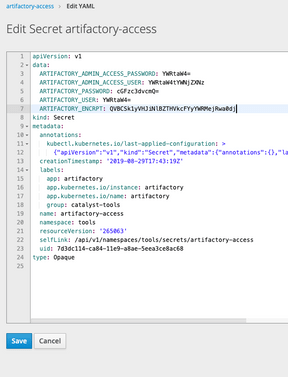 artifactory-access › Edit YAML
Edit Secret artifactory-access
1 apiVersion: v1
2 data:
3 ARTIFACTORY_ADMIN_ACCESS_PASSWORD: YWRtaW4=
4 ARTIFACTORY_ADMIN_ACCESS_USER: YWRtaW4tYWNjZXNz
5 ARTIFACTORY_PASSWORD: cGFzc3dvcmQ=
6 ARTIFACTORY_USER: YWRtaW4=
7 ARTIFACTORY_ENCRPT:
8 kind: Secret
9 metadata:
10 annotations:
11 kubectl.kubernetes.io/last-applied-configuration: >
12 {"apiVersion":"v1","kind":"Secret","metadata":{"annotations":{},"la
13 creationTimestamp: '2019-08-29T17:43:19Z'
14 labels:
15 app: artifactory
16 app.kubernetes.io/instance: artifactory
17 app.kubernetes.io/name: artifactory
18 group: catalyst-tools
19 name: artifactory-access
20 namespace: tools
21 resourceVersion: '265063'
22 selfLink: /api/v1/namespaces/tools/secrets/artifactory-access
23 uid: 7d3dc114-ca84-11e9-a8ae-5eea3ce8ac68
24 type: Opaque
25
Save Cancel